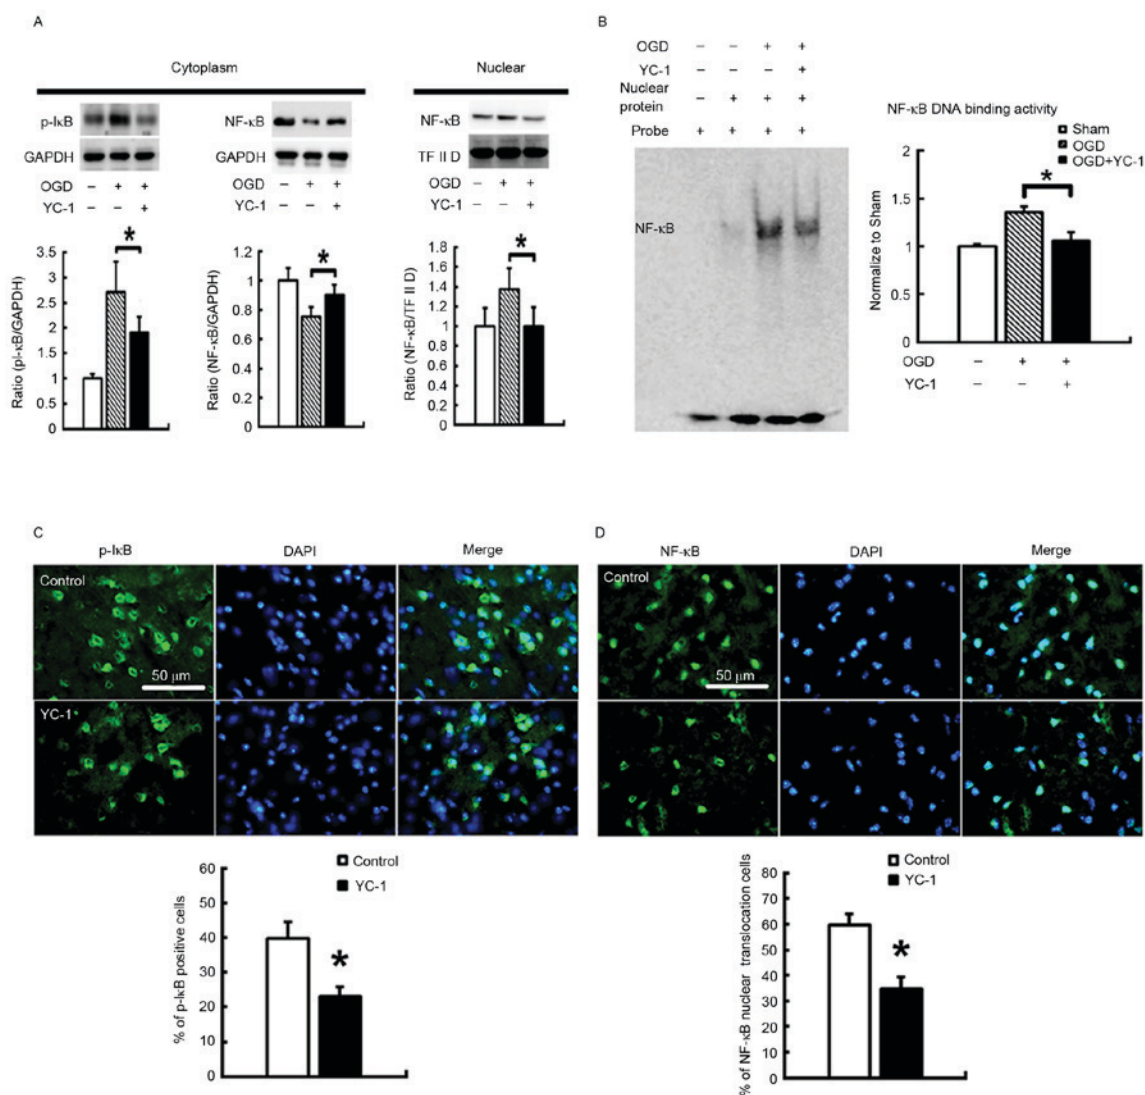 A
Cytoplasm
Nuclear
p-IκB
GAPDH
OGD – + +
YC-1 – – +
NF-κB
GAPDH
OGD – + +
YC-1 – – +
NF-κB
TF II D
OGD – + +
YC-1 – – +
Ratio (pI-κB/GAPDH)
3.5
3
2.5
2
1.5
1
0.5
0
*
Ratio (NF-κB/GAPDH)
1.2
1
0.8
0.6
0.4
0.2
0
*
Ratio (NF-κB/TF II D)
1.8
1.6
1.4
1.2
1
0.8
0.6
0.4
0.2
0
*
B
OGD – – + +
YC-1 – – – +
Nuclear
protein – + + +
Probe + + + +
NF-κB
NF-κB DNA binding activity
Sham
OGD
OGD+YC-1
Normalize to Sham
2
1.5
1
0.5
0
*
OGD – + +
YC-1 – – +
C
p-IκB DAPI Merge
Control
50 μm
YC-1
Control
YC-1
% of p-IκB positive cells
60
50
40
30
20
10
0
*
D
NF-κB DAPI Merge
Control
50 μm
Control
YC-1
% of NF-κB nuclear translocation cells
80
70
60
50
40
30
20
10
0
*